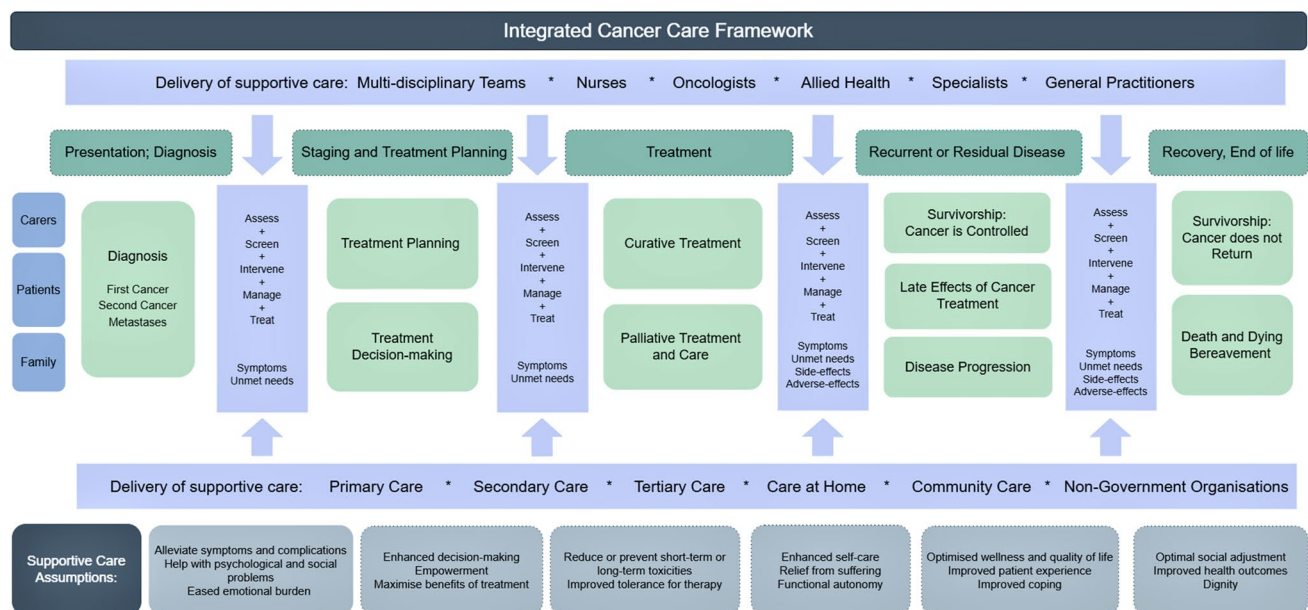 Integrated Cancer Care Framework
Delivery of supportive care: Multi-disciplinary Teams * Nurses * Oncologists * Allied Health * Specialists * General Practitioners
Presentation; Diagnosis
Staging and Treatment Planning
Treatment
Recurrent or Residual Disease
Recovery, End of life
Carers
Patients
Family
Diagnosis
First Cancer
Second Cancer
Metastases
Assess
+
Screen
+
Intervene
+
Manage
+
Treat
Symptoms
Unmet needs
Treatment Planning
Treatment
Decision-making
Assess
+
Screen
+
Intervene
+
Manage
+
Treat
Symptoms
Unmet needs
Curative Treatment
Palliative Treatment
and Care
Assess
+
Screen
+
Intervene
+
Manage
+
Treat
Symptoms
Unmet needs
Side-effects
Adverse-effects
Survivorship:
Cancer is Controlled
Late Effects of Cancer
Treatment
Disease Progression
Assess
+
Screen
+
Intervene
+
Manage
+
Treat
Symptoms
Unmet needs
Side-effects
Adverse-effects
Survivorship:
Cancer does not
Return
Death and Dying
Bereavement
Delivery of supportive care: Primary Care * Secondary Care * Tertiary Care * Care at Home * Community Care * Non-Government Organisations
Supportive Care
Assumptions:
Alleviate symptoms and complications
Help with psychological and social
problems
Eased emotional burden
Enhanced decision-making
Empowerment
Maximise benefits of treatment
Reduce or prevent short-term or
long-term toxicities
Improved tolerance for therapy
Enhanced self-care
Relief from suffering
Functional autonomy
Optimised wellness and quality of life
Improved patient experience
Improved coping
Optimal social adjustment
Improved health outcomes
Dignity